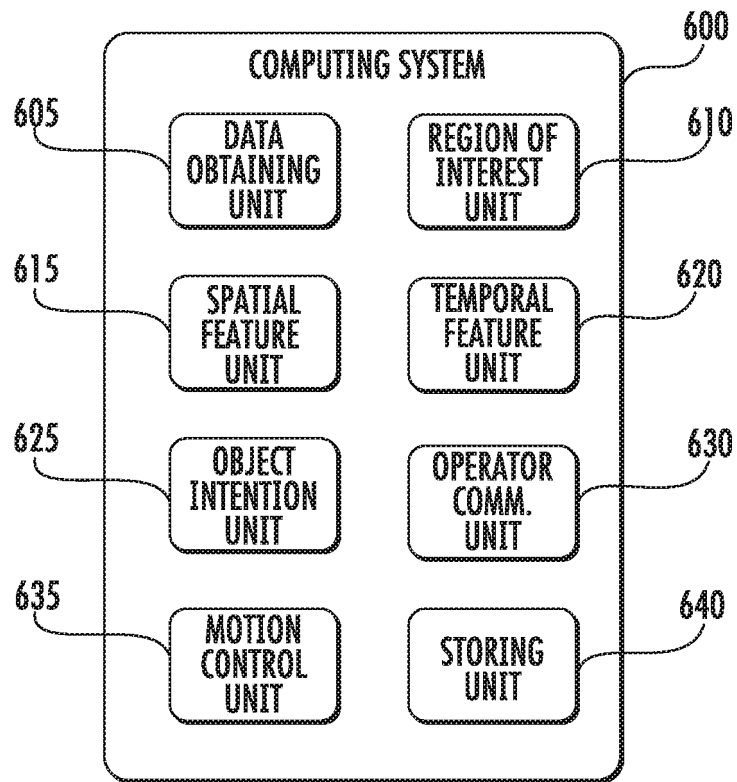 600
COMPUTING SYSTEM
605
DATA
OBTAINING
UNIT
REGION OF
INTEREST
UNIT
610
615
SPATIAL
FEATURE
UNIT
TEMPORAL
FEATURE
UNIT
620
625
OBJECT
INTENTION
UNIT
OPERATOR
COMM.
UNIT
630
635
MOTION
CONTROL
UNIT
STORING
UNIT
640